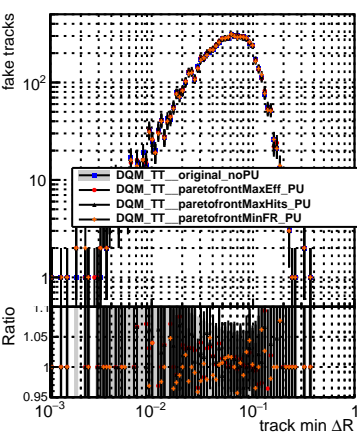 fake tracks
10²
10
1
DQM_TT__original_noPU
DQM_TT__paretofrontMaxEff_PU
DQM_TT__paretofrontMaxHits_PU
DQM_TT__paretofrontMinFR_PU
Ratio
1.1
1.05
1
0.95
10⁻³ 10⁻² 10⁻¹ 1
track min ΔR